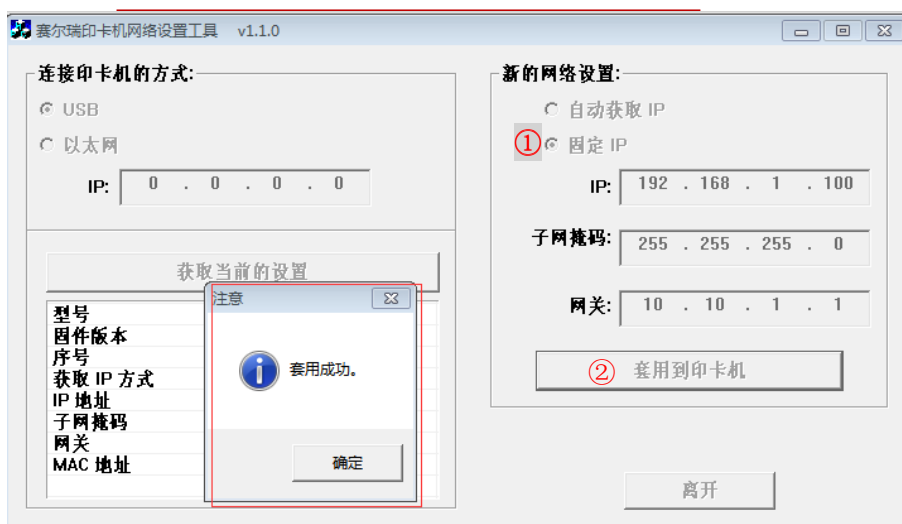 赛尔瑞印卡机网络设置工具 v1.1.0
连接印卡机的方式:
USB
以太网
IP: 0 . 0 . 0 . 0
获取当前的设置
型号
固件版本
序号
获取 IP 方式
IP 地址
子网掩码
网关
MAC 地址
注意
套用成功。
确定
新的网络设置:
自动获取 IP
① 固定 IP
IP: 192 . 168 . 1 . 100
子网掩码: 255 . 255 . 255 . 0
网关: 10 . 10 . 1 . 1
② 套用到印卡机
离开